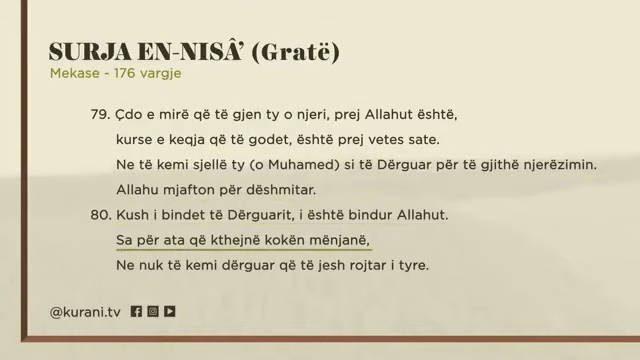 SURJA EN-NISÂ’ (Gratë)
Mekase - 176 vargje
79. Çdo e mirë që të gjen ty o njeri, prej Allahut është,
kurse e keqja që të godet, është prej vetes sate.
Ne të kemi sjellë ty (o Muhamed) si të Dërguar për të gjithë njerëzimin.
Allahu mjafton për dëshmitar.
80. Kush i bindet të Dërguarit, i është bindur Allahut.
Sa për ata që kthejnë kokën mënjanë,
Ne nuk të kemi dërguar që të jesh rojtar i tyre.
@kurani.tv